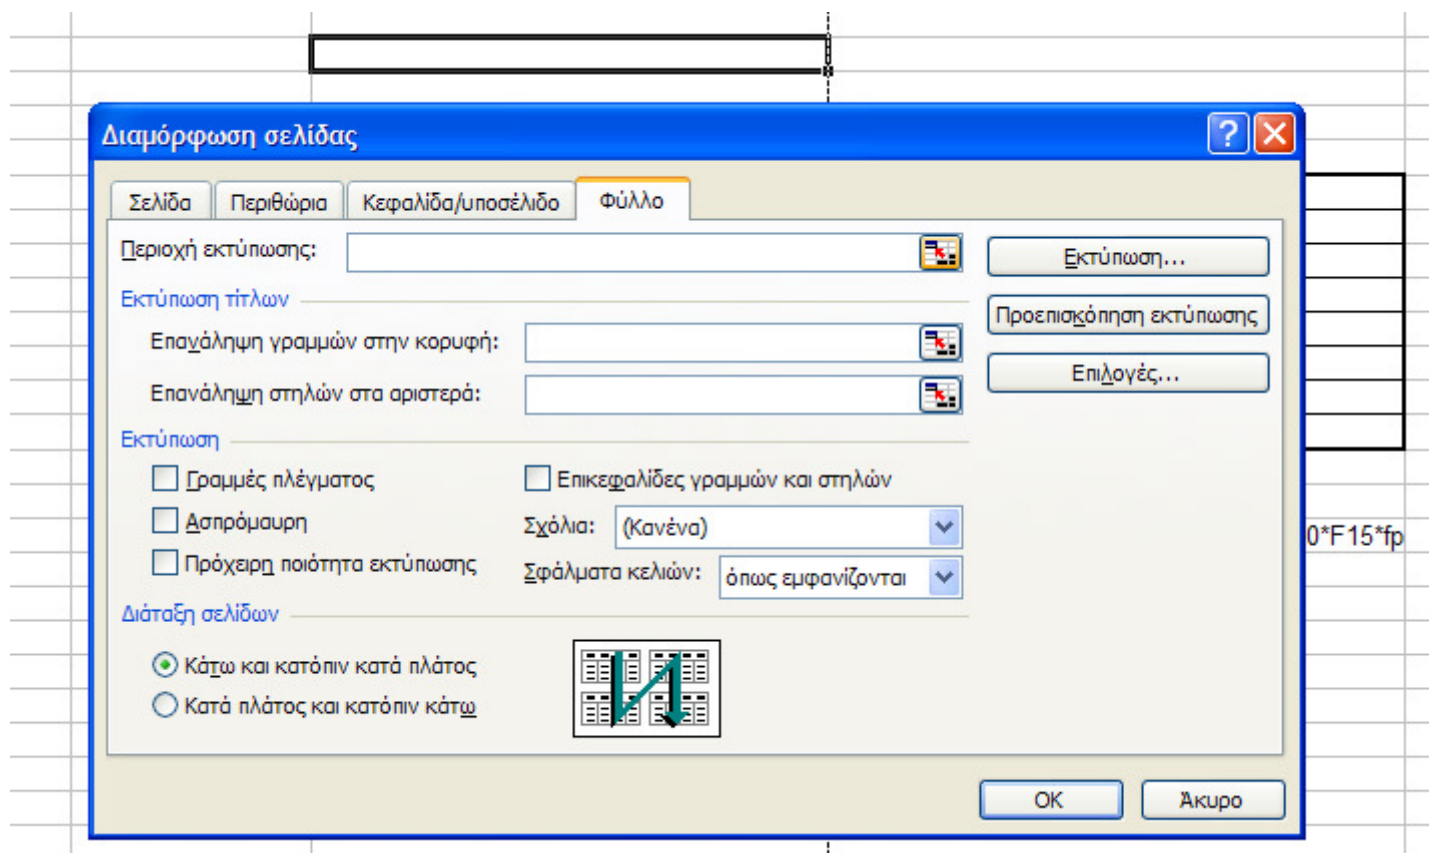 Διαμόρφωση σελίδας
Σελίδα Περιθώρια Κεφαλίδα/υποσέλιδο Φύλλο
Περιοχή εκτύπωσης:
Εκτύπωση...
Εκτύπωση τίτλων
Προεπισκόπηση εκτύπωσης
Επανάληψη γραμμών στην κορυφή:
Επιλογές...
Επανάληψη στηλών στα αριστερά:
Εκτύπωση
Γραμμές πλέγματος Επικεφαλίδες γραμμών και στηλών
Ασπρόμαυρη Σχόλια: (Κανένα)
0*F15*fp
Πρόχειρη ποιότητα εκτύπωσης Σφάλματα κελιών: όπως εμφανίζονται
Διάταξη σελίδων
Κάτω και κατόπιν κατά πλάτος
Κατά πλάτος και κατόπιν κάτω
OK Άκυρο